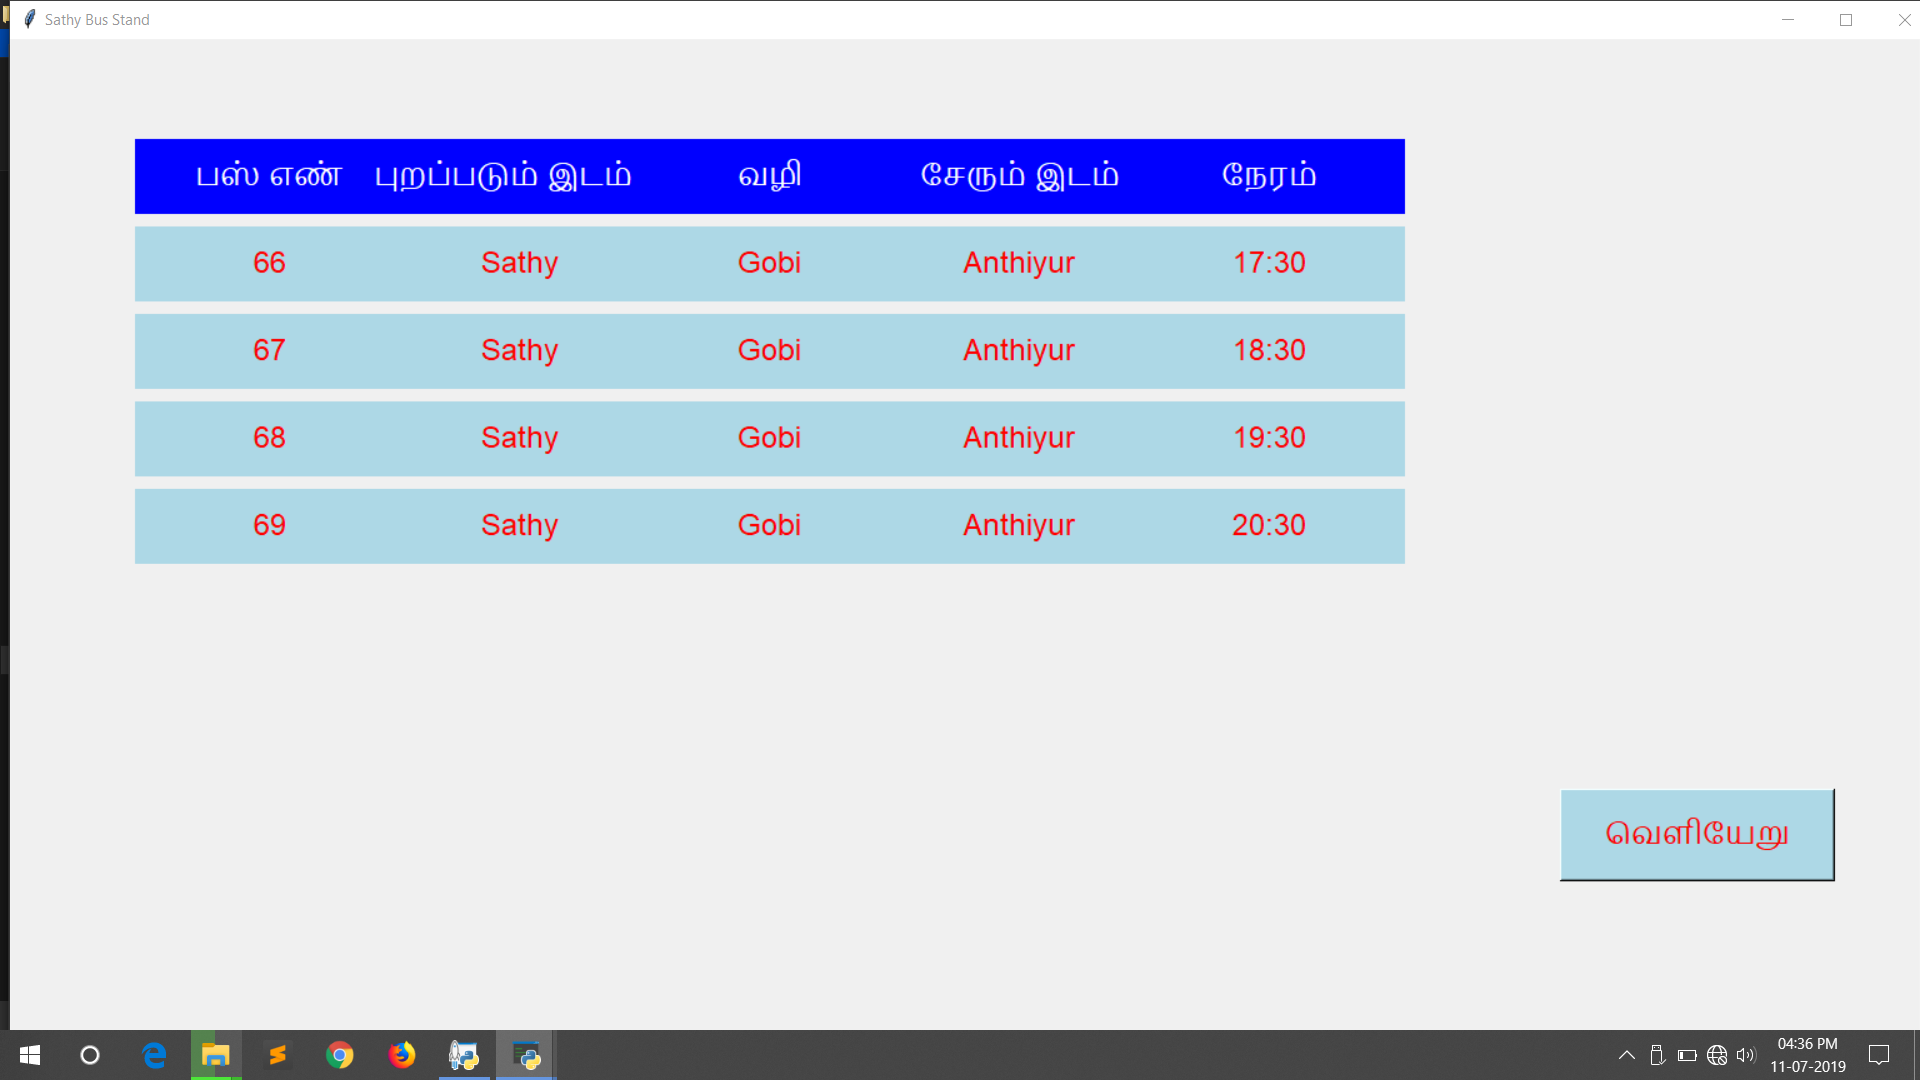 Sathy Bus Stand
பஸ் எண் புறப்படும் இடம் வழி சேரும் இடம் நேரம்
66 Sathy Gobi Anthiyur 17:30
67 Sathy Gobi Anthiyur 18:30
68 Sathy Gobi Anthiyur 19:30
69 Sathy Gobi Anthiyur 20:30
வெளியேறு
04:36 PM
11-07-2019